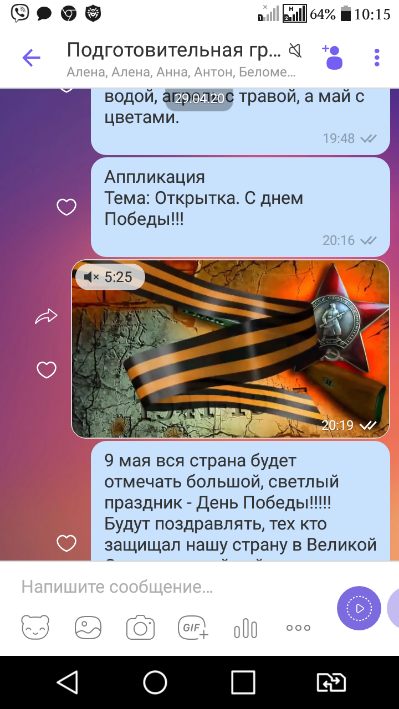 64% 10:15
Подготовительная гр...
Алена, Алена, Анна, Антон, Беломе...
водой, апрель с травой, а май с
29.04.20
цветами.
19:48
Аппликация
Тема: Открытка. С днем
Победы!!!
20:16
5:25
20:19
9 мая вся страна будет
отмечать большой, светлый
праздник - День Победы!!!!!
Будут поздравлять, тех кто
защищал нашу страну в Великой
Напишите сообщение...
GIF+